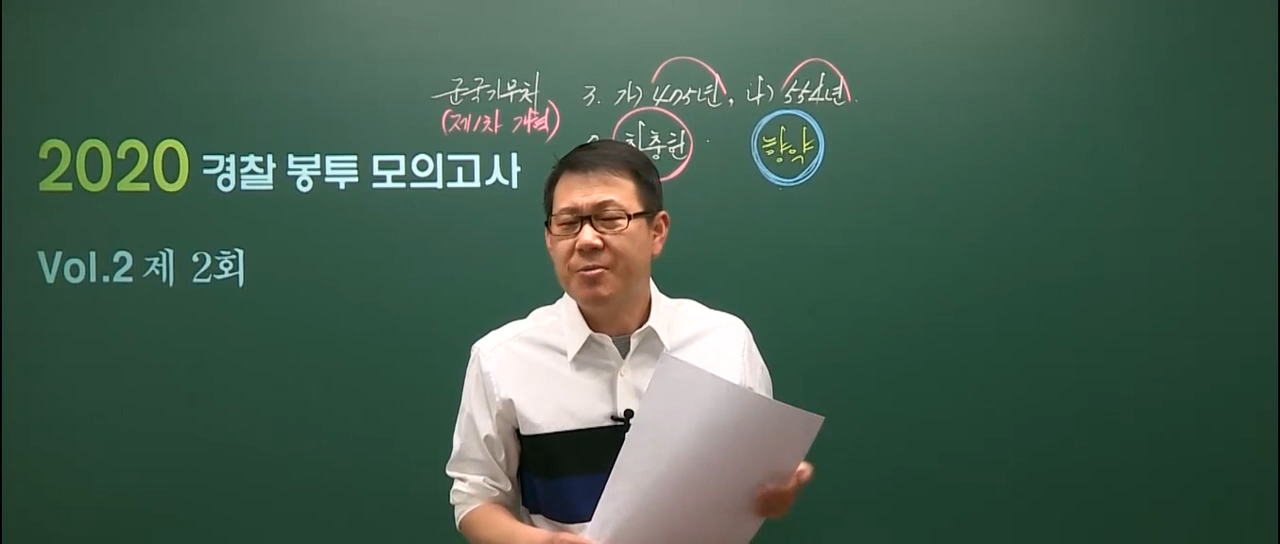 군국기무처 3. 가) 475년, 나) 554년.
(제1차 개혁) 최충헌 향약
2020 경찰 봉투 모의고사
Vol.2 제 2회